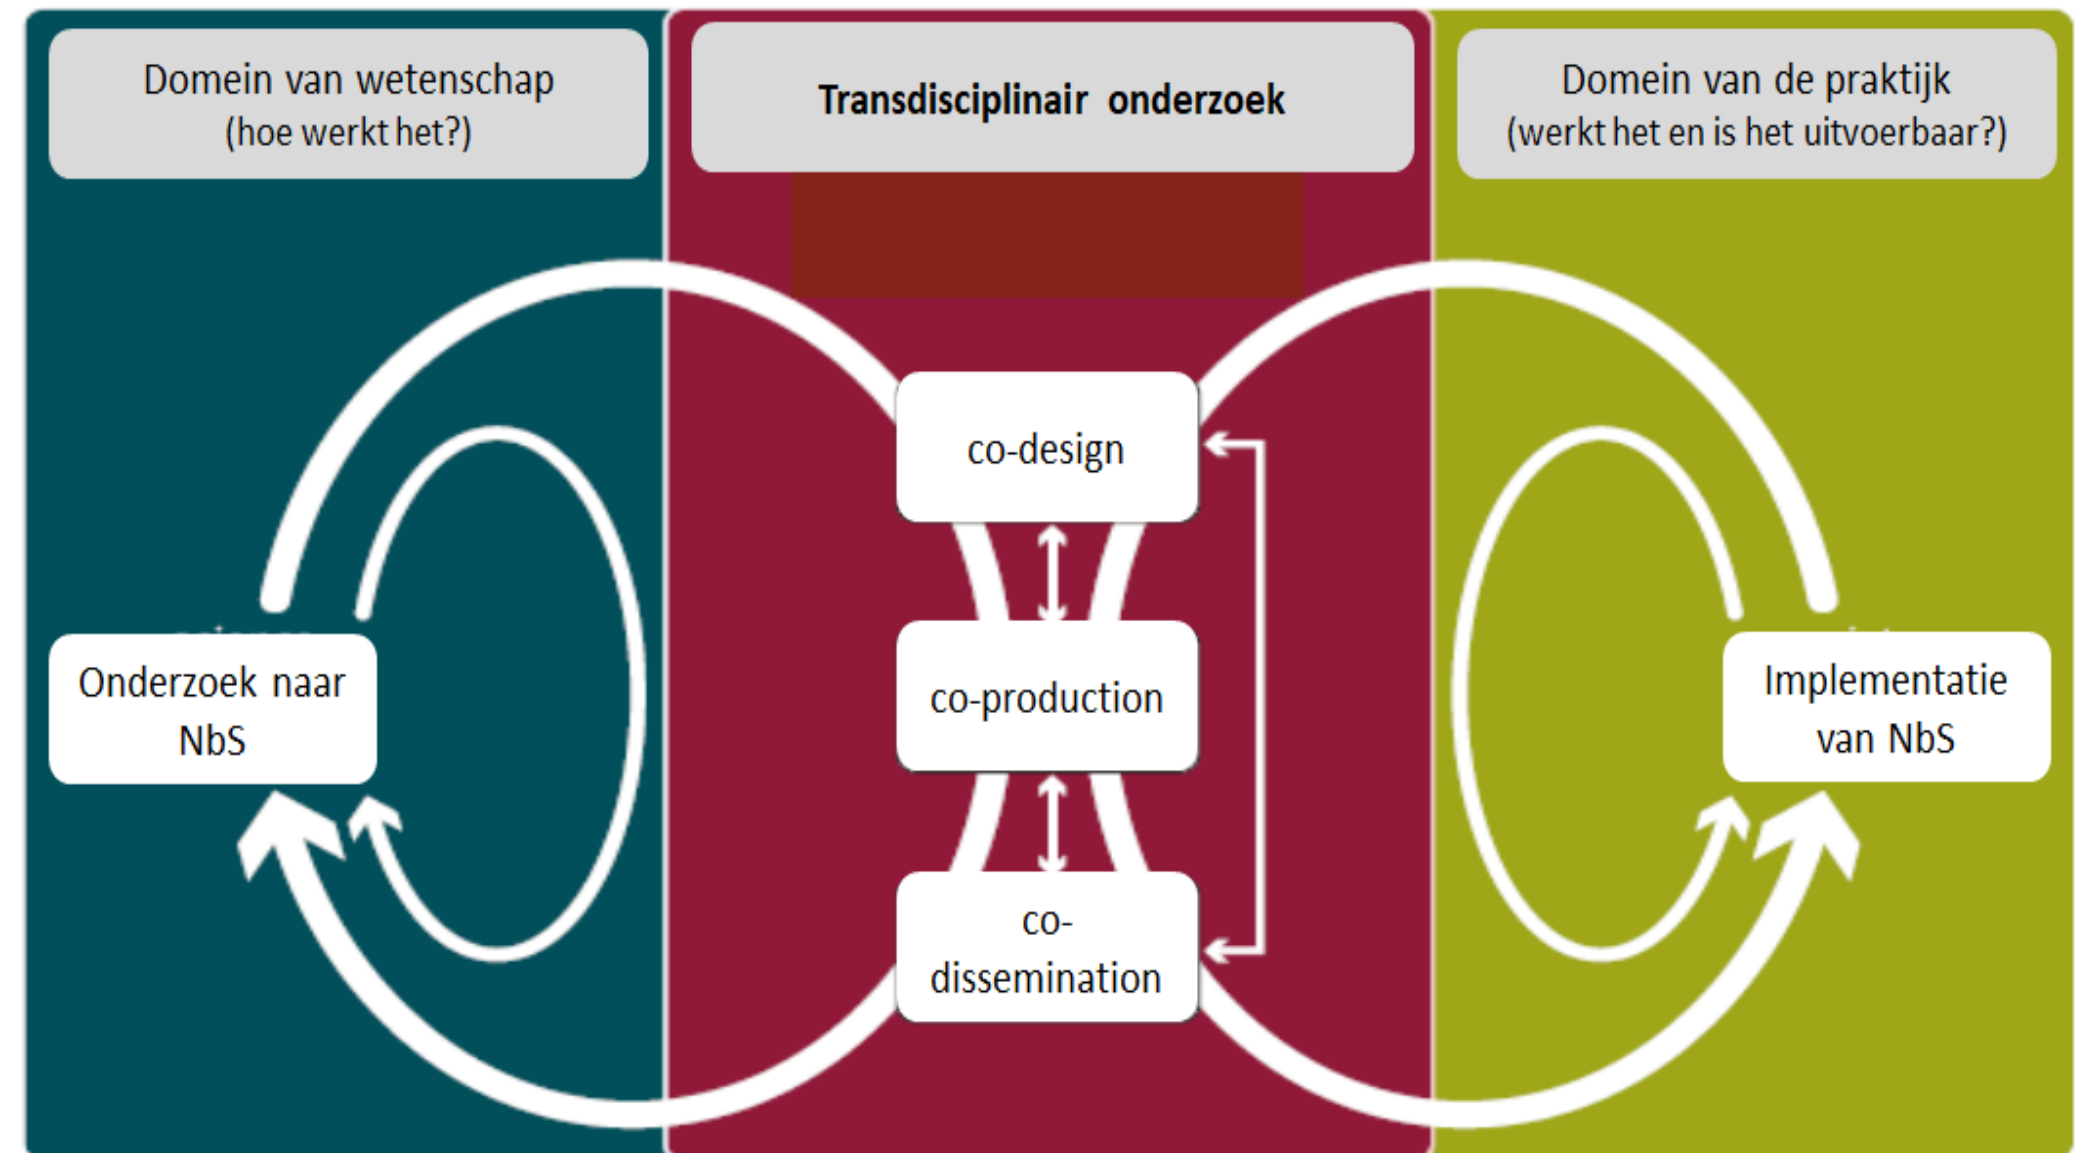 Domein van wetenschap
(hoe werkt het?)
Transdisciplinair onderzoek
Domein van de praktijk
(werkt het en is het uitvoerbaar?)
co-design
Onderzoek naar
NbS
co-production
Implementatie
van NbS
co-
dissemination